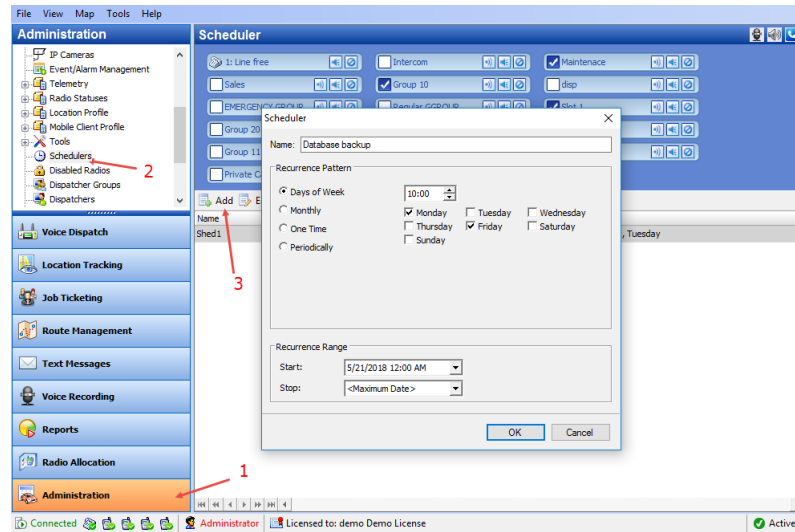 File View Map Tools Help
Administration
Scheduler
IP Cameras
Event/Alarm Management
Telemetry
Radio Statuses
Location Profile
Mobile Client Profile
Tools
Schedulers
2
Disabled Radios
Dispatcher Groups
Dispatchers
1: Line free
Intercom
Maintenace
Sales
Group 10
disp
EMERGENCY GROUP
Regular GGROUP
Slot 1
Group 20
Group 11
Private
Add
3
Name
Shed1
, Tuesday
Scheduler
Name: Database backup
Recurrence Pattern
Days of Week
10:00
Monthly
Monday Tuesday Wednesday
One Time
Thursday Friday Saturday
Periodically
Sunday
Recurrence Range
Start: 5/21/2018 12:00 AM
Stop: <Maximum Date>
OK Cancel
Voice Dispatch
Location Tracking
Job Ticketing
Route Management
Text Messages
Voice Recording
Reports
Radio Allocation
1
Administration
Connected
Administrator
Licensed to: demo Demo License
Active